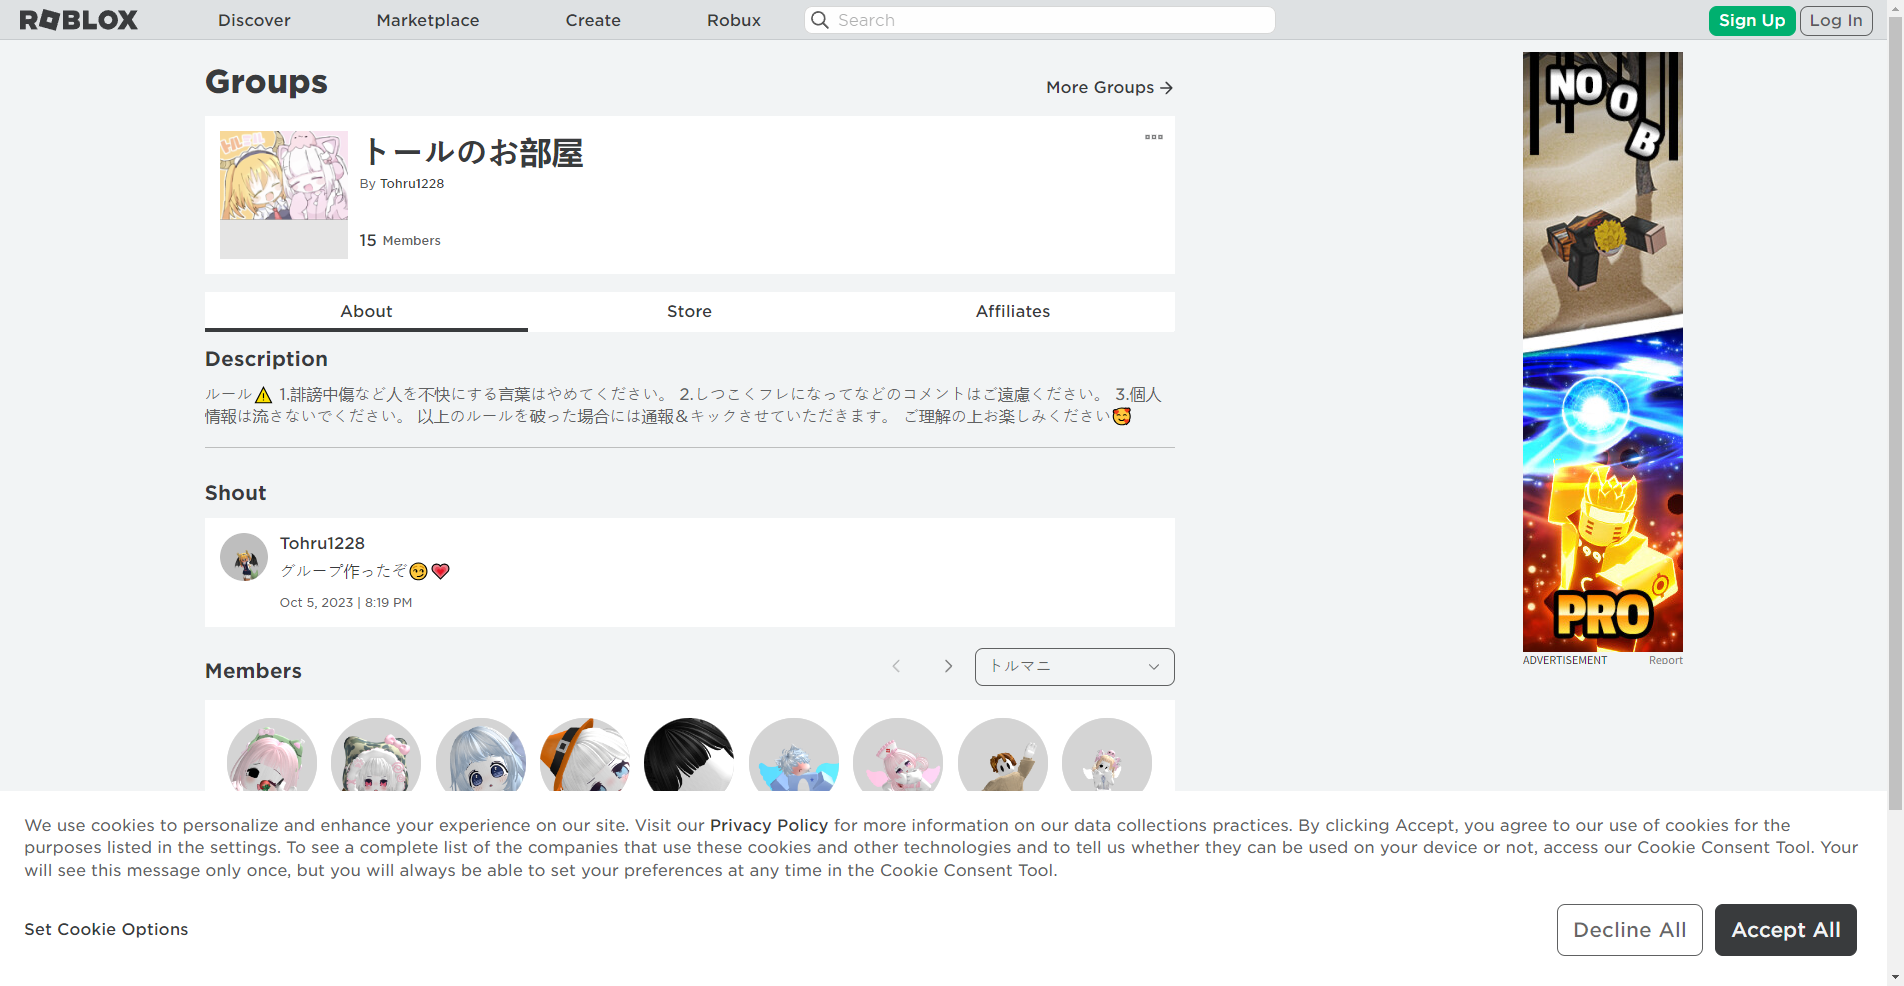 ROBLOX
Discover
Marketplace
Create
Robux
Search
Sign Up
Log In
Groups
More Groups
トールのお部屋
By Tohru1228
15 Members
About
Store
Affiliates
Description
ルール⚠️ 1.誹謗中傷など人を不快にする言葉はやめてください。 2.しつこくフレになってなどのコメントはご遠慮ください。 3.個人
情報は流さないでください。 以上のルールを破った場合には通報＆キックさせていただきます。 ご理解の上お楽しみください🥰
Shout
Tohru1228
グループ作ったぞ😏❤️
Oct 5, 2023 | 8:19 PM
Members
トルマニ
NOOB
PRO
ADVERTISEMENT
Report
We use cookies to personalize and enhance your experience on our site. Visit our Privacy Policy for more information on our data collections practices. By clicking Accept, you agree to our use of cookies for the
purposes listed in the settings. To see a complete list of the companies that use these cookies and other technologies and to tell us whether they can be used on your device or not, access our Cookie Consent Tool. Your
will see this message only once, but you will always be able to set your preferences at any time in the Cookie Consent Tool.
Set Cookie Options
Decline All
Accept All